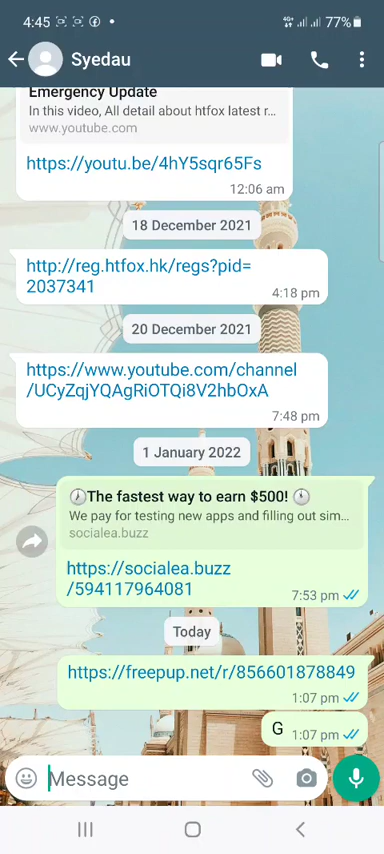 4:45
77%
Syedau
Emergency Update
In this video, All detail about htfox latest r...
www.youtube.com
https://youtu.be/4hY5sqr65Fs
12:06 am
18 December 2021
http://reg.htfox.hk/regs?pid=
2037341
4:18 pm
20 December 2021
https://www.youtube.com/channel
/UCyZqjYQAgRiOTQi8V2hbOxA
7:48 pm
1 January 2022
🕖The fastest way to earn $500! 🕚
We pay for testing new apps and filling out sim...
socialea.buzz
https://socialea.buzz
/594117964081
7:53 pm
Today
https://freepup.net/r/856601878849
1:07 pm
G
1:07 pm
Message